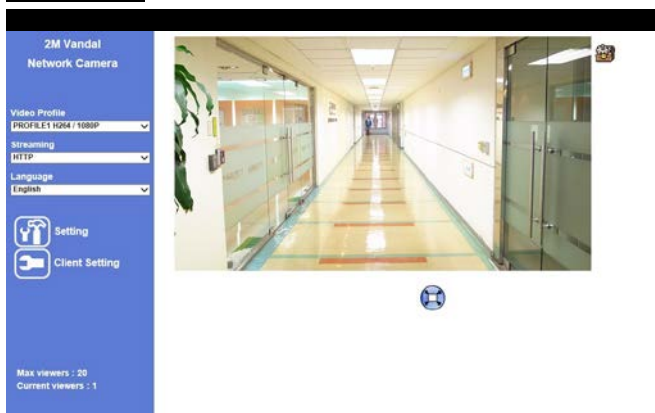 2M Vandal
Network Camera
Video Profile
PROFILE1 H264 / 1080P
Streaming
HTTP
Language
English
Setting
Client Setting
Max viewers : 20
Current viewers : 1